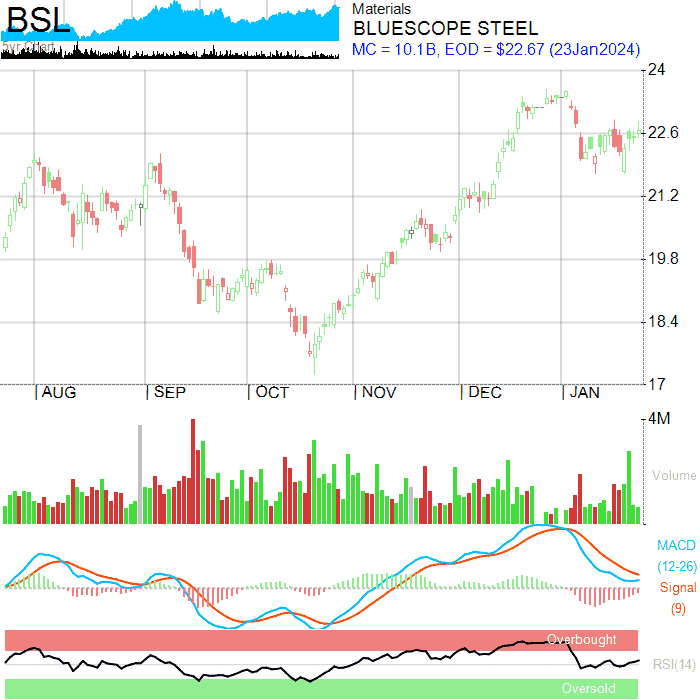 BSL
5yr Chart
Materials
BLUESCOPE STEEL
MC = 10.1B, EOD = $22.67 (23Jan2024)
24
22.6
21.2
19.8
18.4
17
AUG SEP OCT NOV DEC JAN
4M
Volume
MACD
(12-26)
Signal
(9)
Overbought
RSI(14)
Oversold